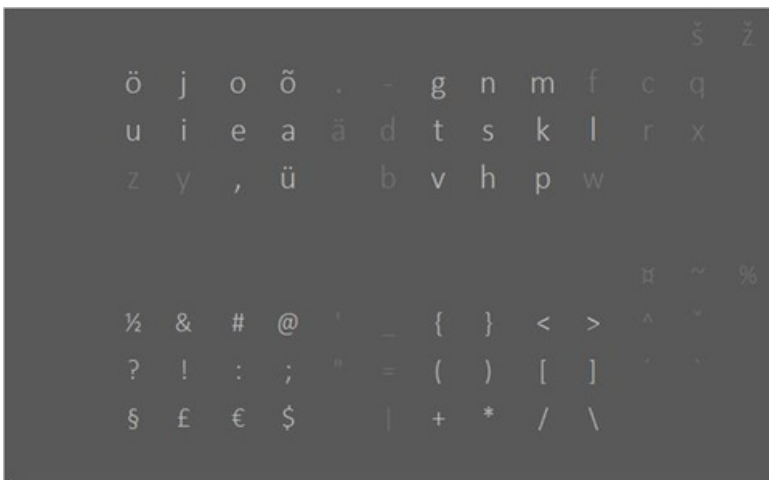 š ž
ö j o õ . - g n m f c q
u i e a ä d t s k l r x
z y , ü b v h p w
¤ ~ %
½ & # @ ' _ { } < > ^ ˇ
? ! : ; " = ( ) [ ] ´ `
§ £ € $ | + * / \